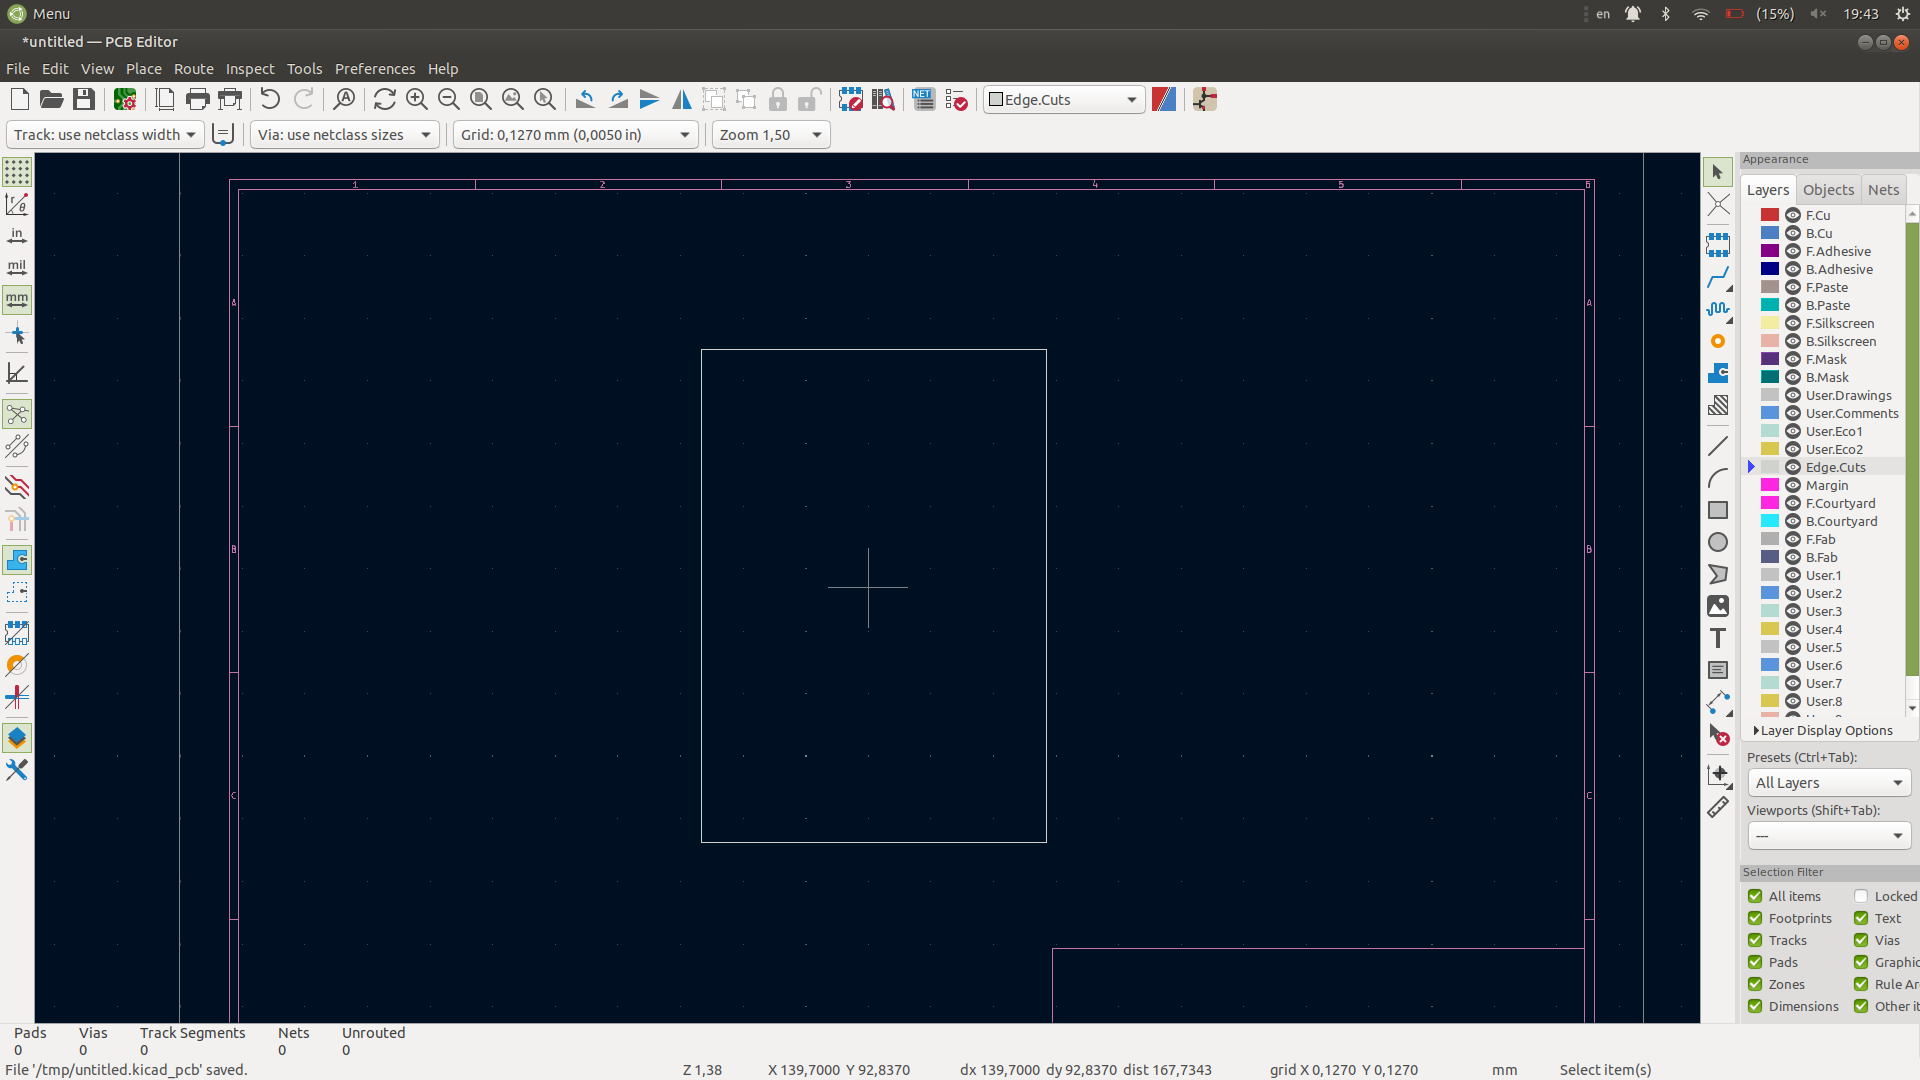 Menu
en
(15%)
19:43
*untitled — PCB Editor
File Edit View Place Route Inspect Tools Preferences Help
NET
Edge.Cuts
Track: use netclass width
Via: use netclass sizes
Grid: 0,1270 mm (0,0050 in)
Zoom 1,50
in
mil
mm
1 2 3 4 5 6
A A
B B
C C
Appearance
Layers Objects Nets
F.Cu
B.Cu
F.Adhesive
B.Adhesive
F.Paste
B.Paste
F.Silkscreen
B.Silkscreen
F.Mask
B.Mask
User.Drawings
User.Comments
User.Eco1
User.Eco2
Edge.Cuts
Margin
F.Courtyard
B.Courtyard
F.Fab
B.Fab
User.1
User.2
User.3
User.4
User.5
User.6
User.7
User.8
Layer Display Options
Presets (Ctrl+Tab):
All Layers
Viewports (Shift+Tab):
---
Selection Filter
All items Locked
Footprints Text
Tracks Vias
Pads Graphic
Zones Rule Ar
Dimensions Other it
Pads Vias Track Segments Nets Unrouted
0 0 0 0 0
File '/tmp/untitled.kicad_pcb' saved.
Z 1,38
X 139,7000 Y 92,8370
dx 139,7000 dy 92,8370 dist 167,7343
grid X 0,1270 Y 0,1270
mm
Select item(s)